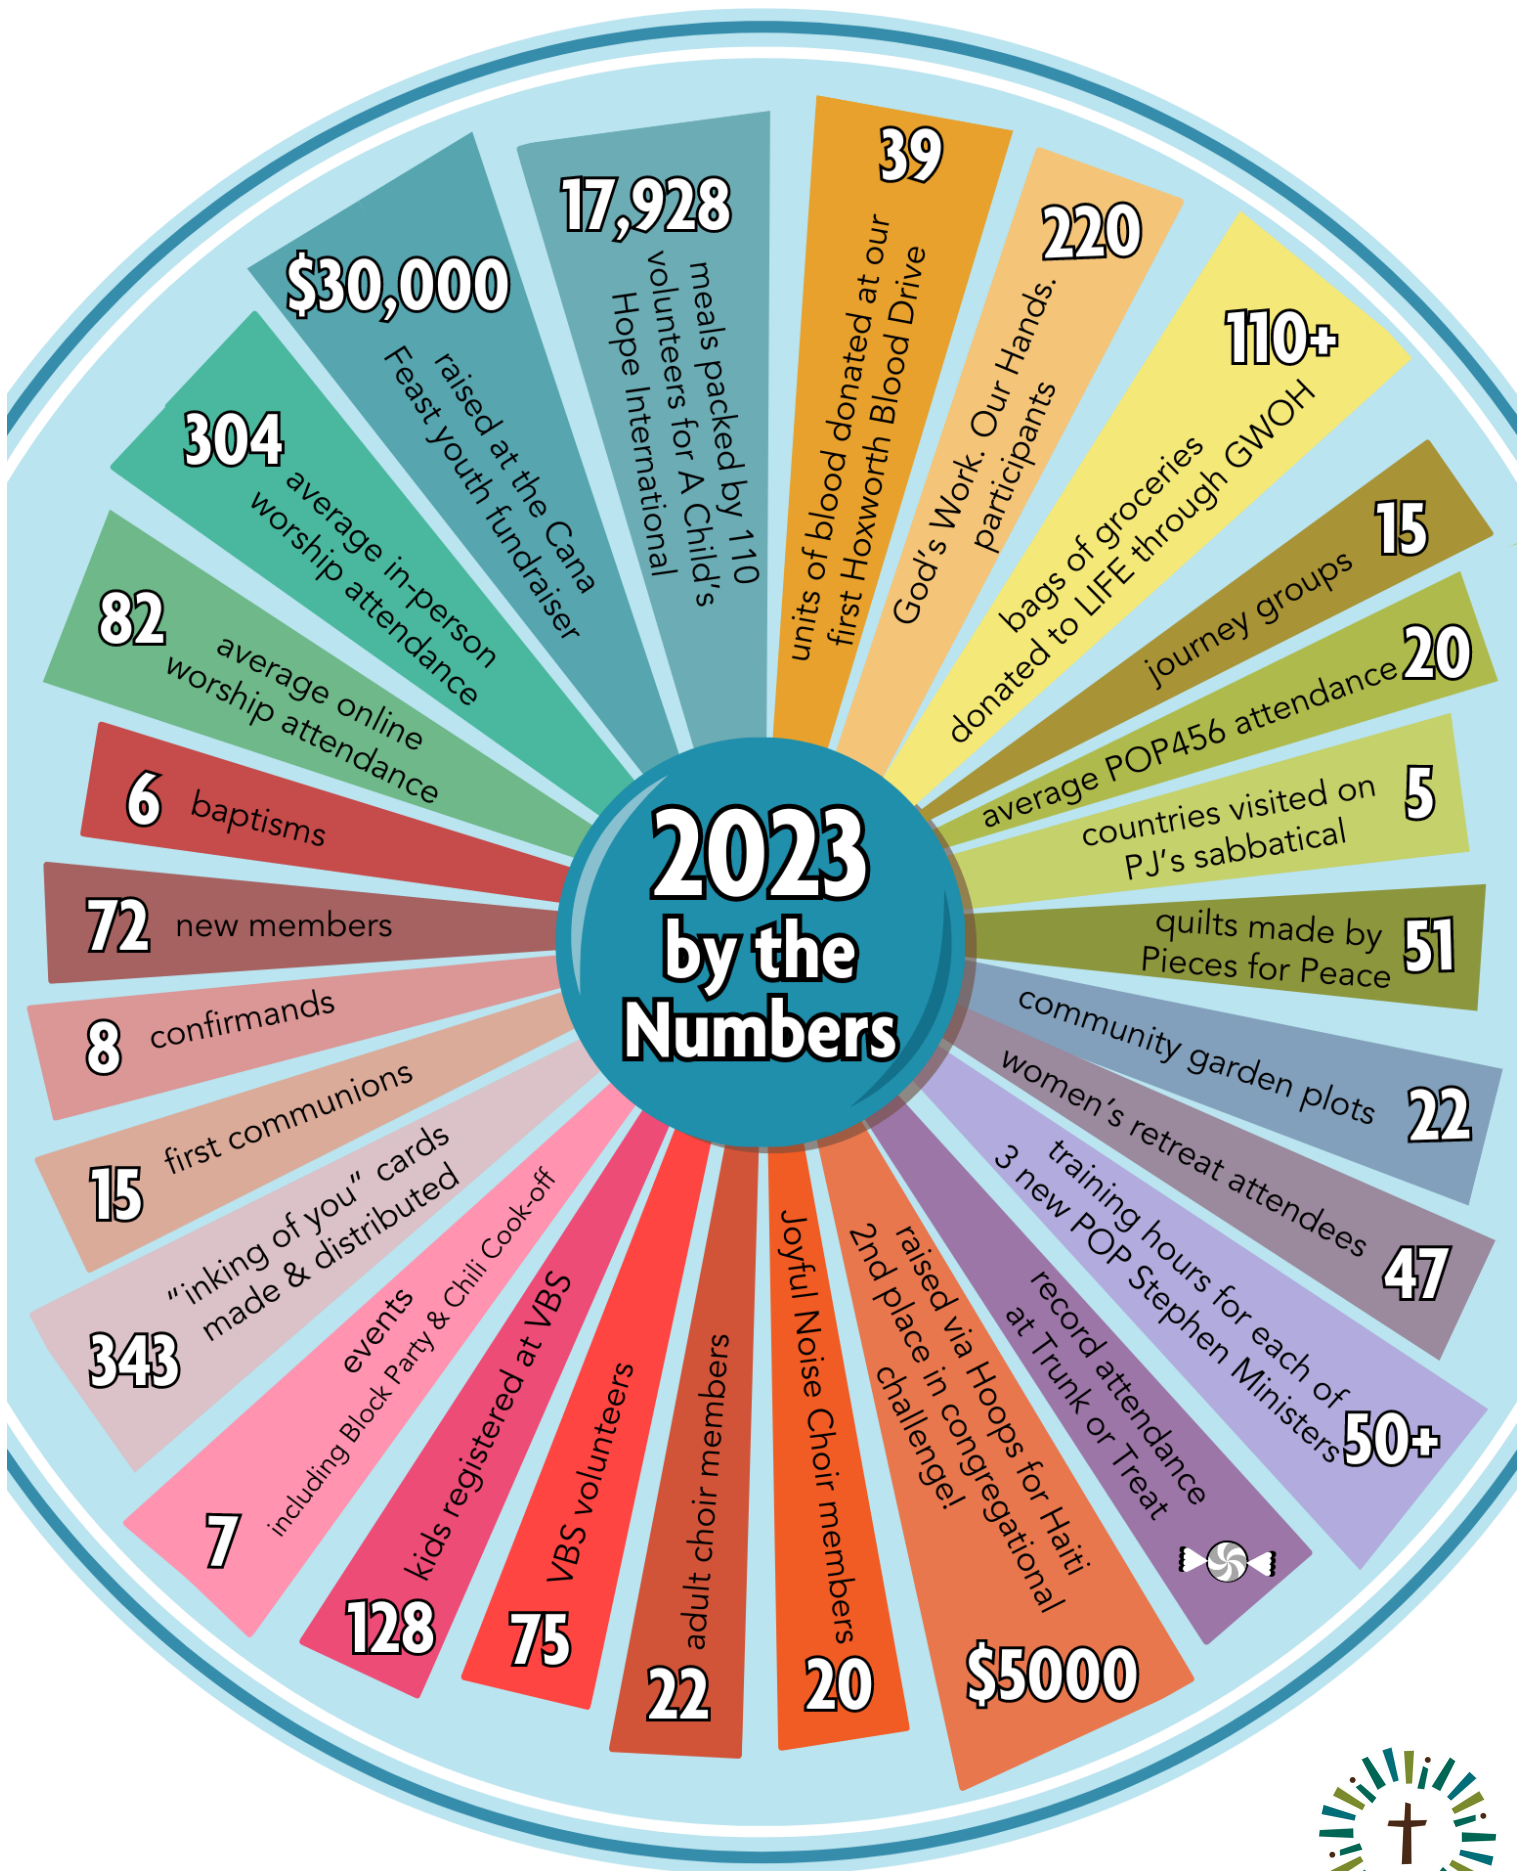 2023
by the
Numbers
39
units of blood donated at our
first Hoxworth Blood Drive
220
God's Work. Our Hands.
participants
110+
bags of groceries
donated to LIFE through GWOH
15
journey groups
20
average POP456 attendance
5
countries visited on
PJ's sabbatical
51
quilts made by
Pieces for Peace
22
community garden plots
47
women's retreat attendees
50+
training hours for each of
3 new POP Stephen Ministers
record attendance
at Trunk or Treat
$5000
raised via Hoops for Haiti
2nd place in congregational
challenge!
20
Joyful Noise Choir members
22
adult choir members
75
VBS volunteers
128
kids registered at VBS
7
events
including Block Party & Chili Cook-off
343
"inking of you" cards
made & distributed
15
first communions
8
confirmands
72
new members
6
baptisms
82
average online
worship attendance
304
average in-person
worship attendance
$30,000
raised at the Cana
Feast youth fundraiser
17,928
meals packed by 110
volunteers for A Child's
Hope International